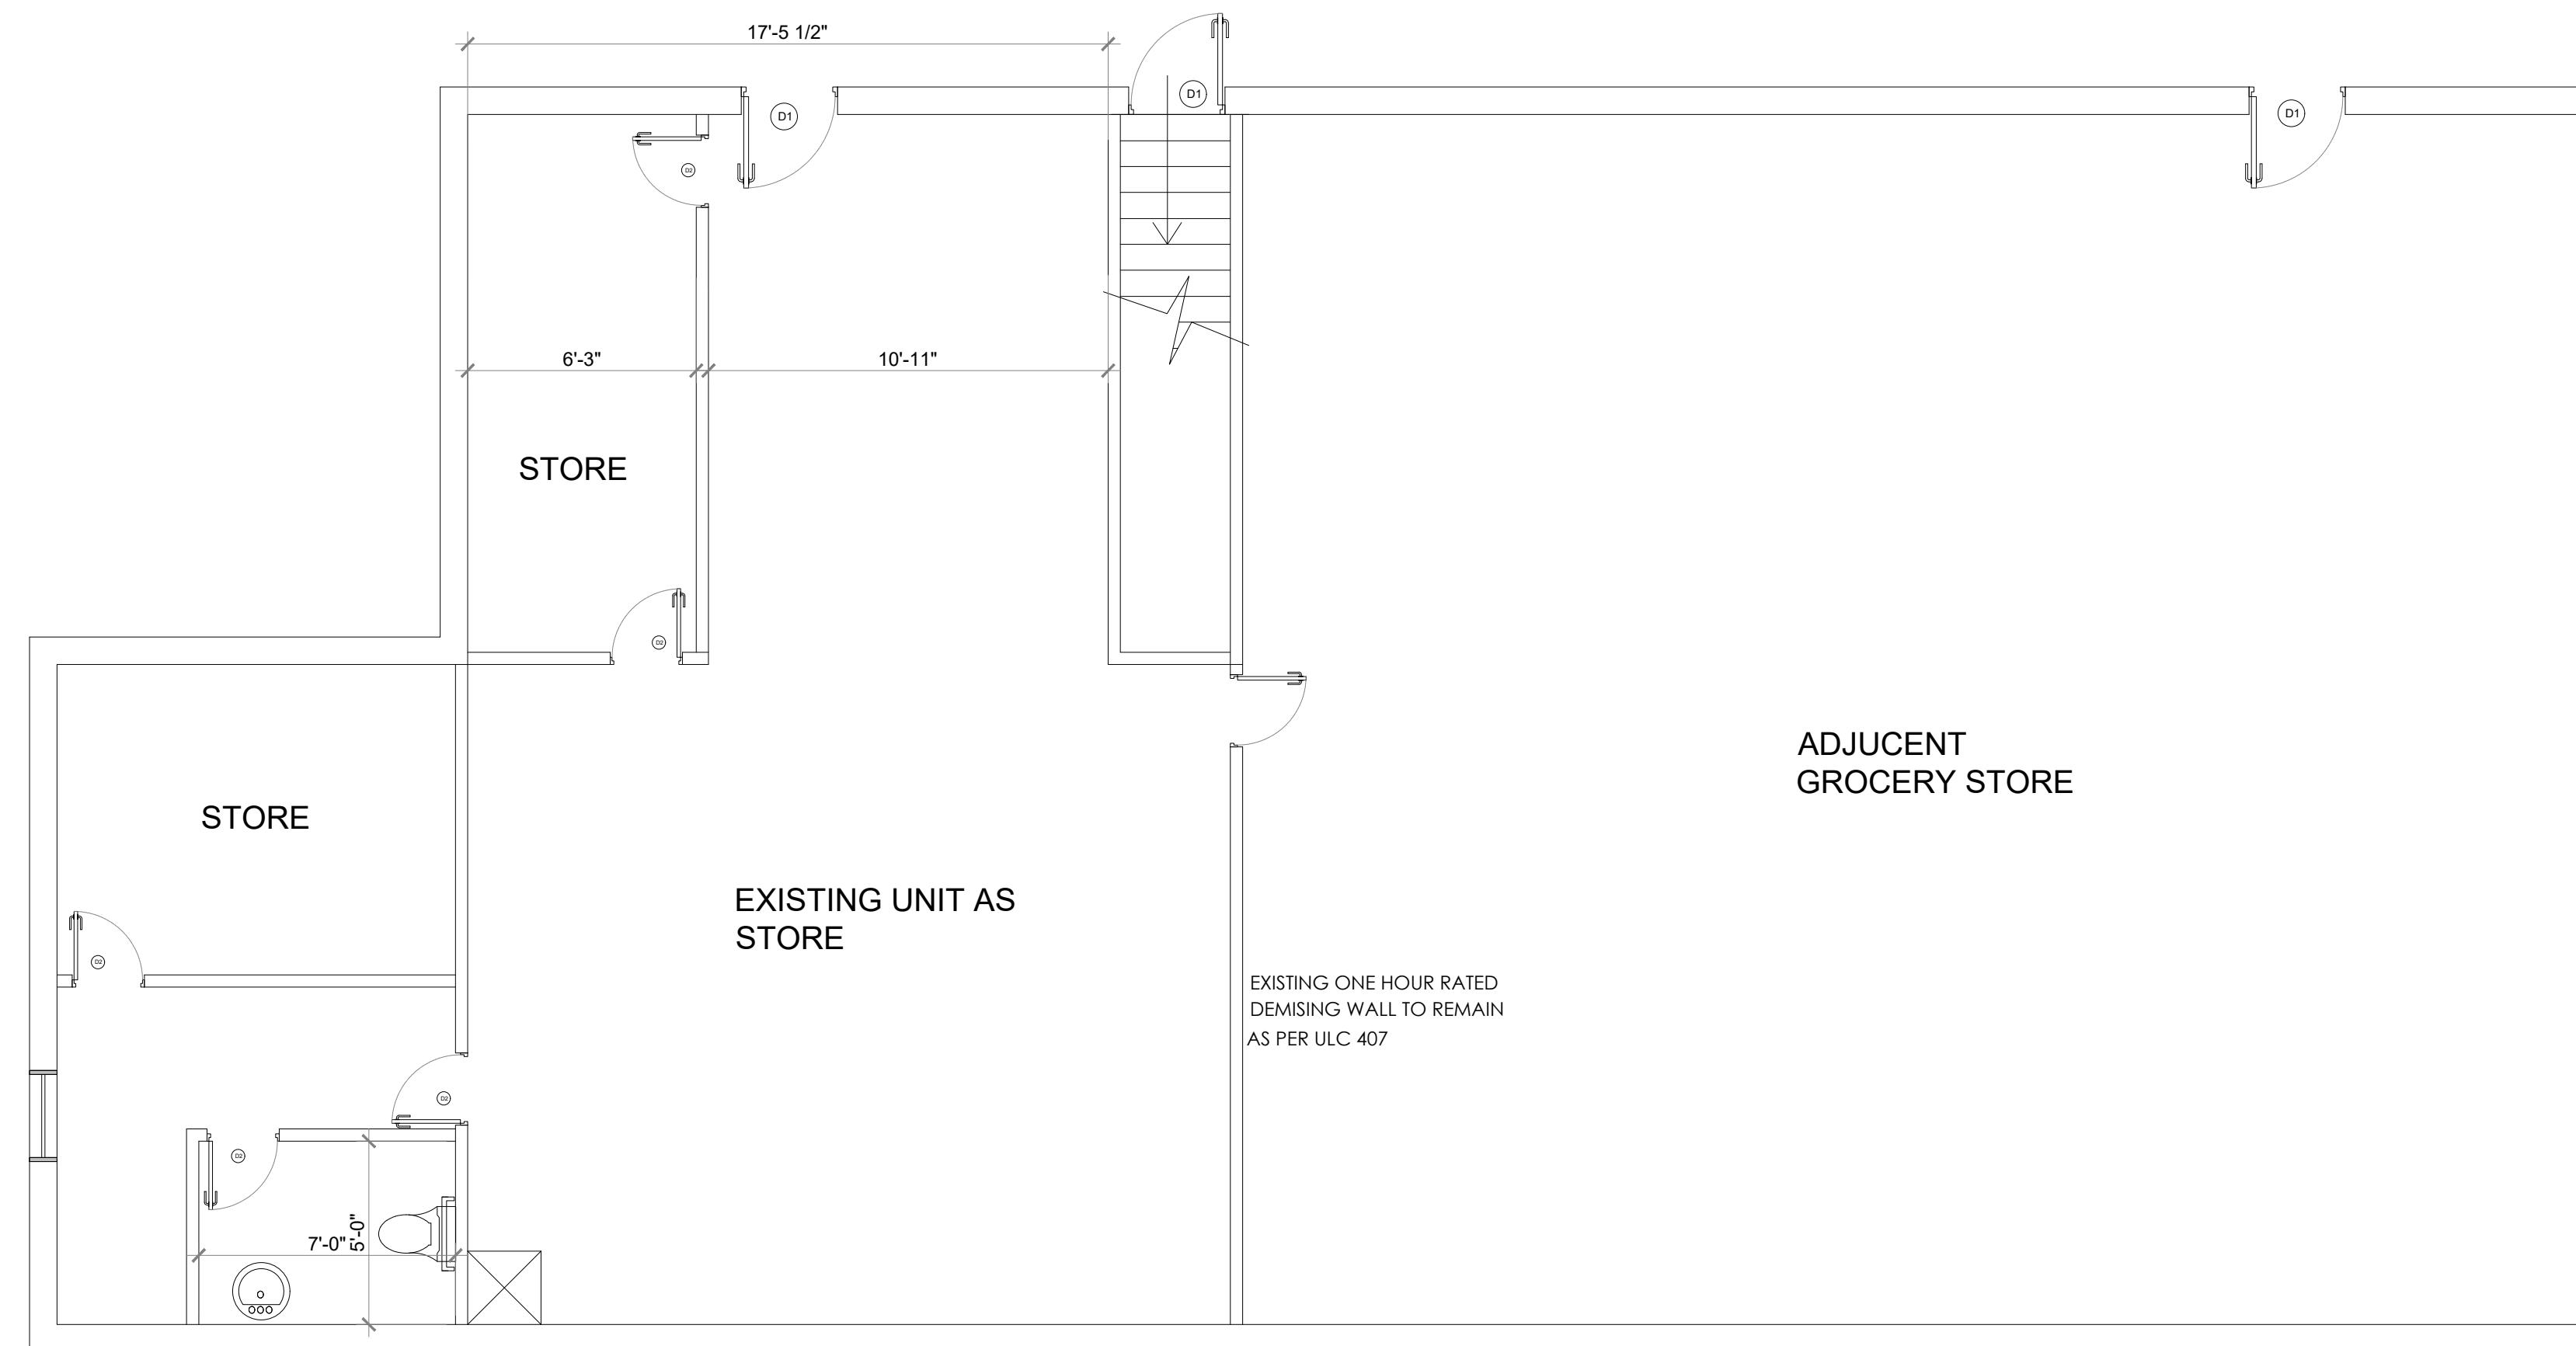 17'-5 1/2"
D1
D1
D1
D2
6'-3"
10'-11"
STORE
D2
ADJUCENT
GROCERY STORE
STORE
EXISTING UNIT AS
STORE
D2
EXISTING ONE HOUR RATED
DEMISING WALL TO REMAIN
AS PER ULC 407
D2
D2
7'-0"
5'-0"